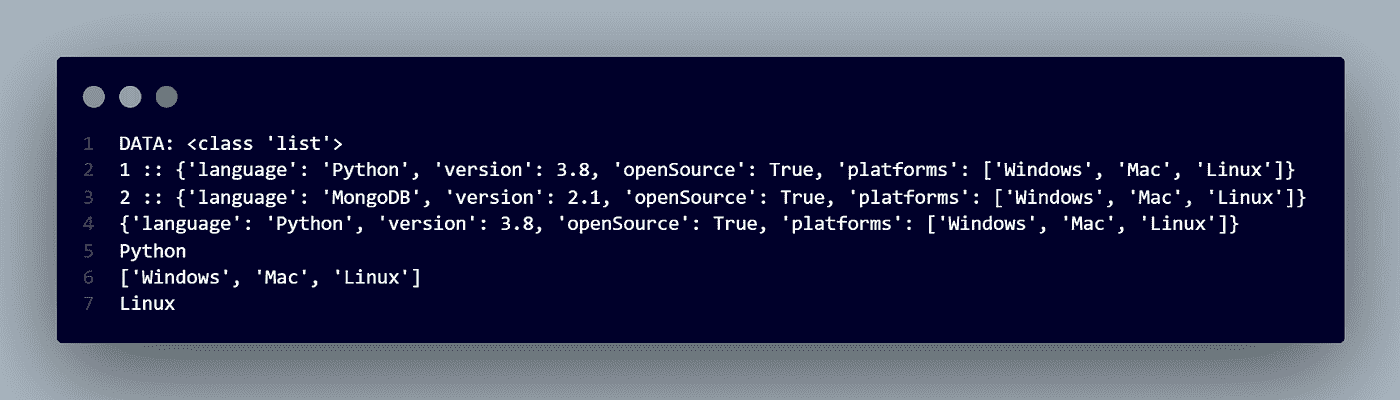 1 DATA: <class 'list'>
2 1 :: {'language': 'Python', 'version': 3.8, 'openSource': True, 'platforms': ['Windows', 'Mac', 'Linux']}
3 2 :: {'language': 'MongoDB', 'version': 2.1, 'openSource': True, 'platforms': ['Windows', 'Mac', 'Linux']}
4 {'language': 'Python', 'version': 3.8, 'openSource': True, 'platforms': ['Windows', 'Mac', 'Linux']}
5 Python
6 ['Windows', 'Mac', 'Linux']
7 Linux